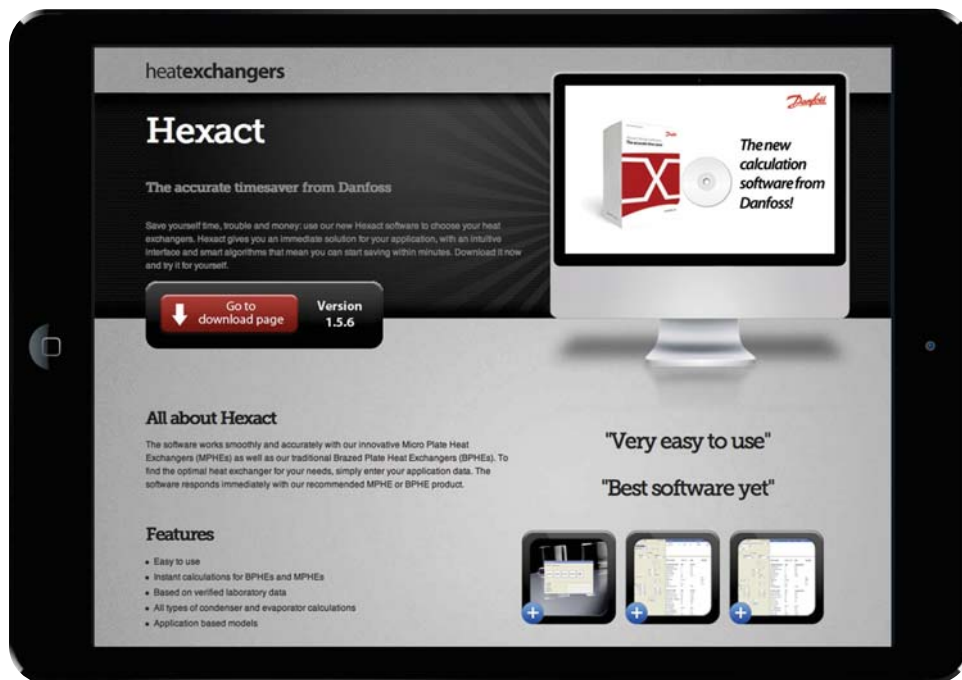 heatexchangers
Hexact
The accurate timesaver from Danfoss
Save yourself time, trouble and money: use our new Hexact software to choose your heat
exchangers. Hexact gives you an immediate solution for your application, with an intuitive
interface and smart algorithms that mean you can start saving within minutes. Download it now
and try it for yourself.
Go to
download page
Version
1.5.6
Danfoss
The new
calculation
software from
Danfoss!
All about Hexact
The software works smoothly and accurately with our innovative Micro Plate Heat
Exchangers (MPHEs) as well as our traditional Brazed Plate Heat Exchangers (BPHEs). To
find the optimal heat exchanger for your needs, simply enter your application data. The
software responds immediately with our recommended MPHE or BPHE product.
"Very easy to use"
"Best software yet"
Features
• Easy to use
• Instant calculations for BPHEs and MPHEs
• Based on verified laboratory data
• All types of condenser and evaporator calculations
• Application based models